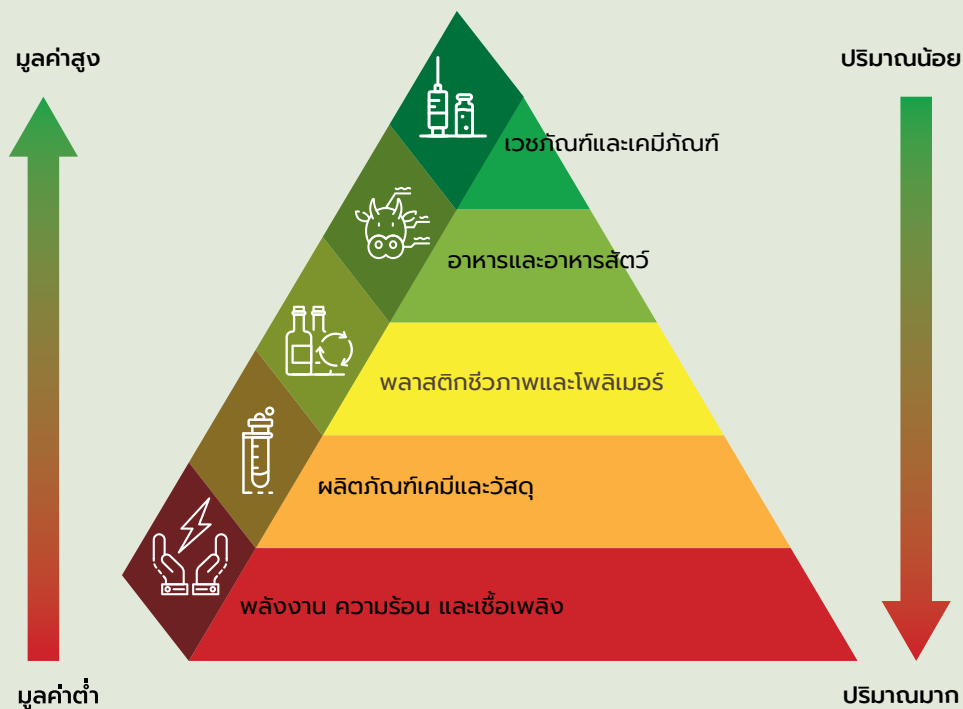 มูลค่าสูง
ปริมาณน้อย
เวชภัณฑ์และเคมีภัณฑ์
อาหารและอาหารสัตว์
พลาสติกชีวภาพและโพลิเมอร์
ผลิตภัณฑ์เคมีและวัสดุ
พลังงาน ความร้อน และเชื้อเพลิง
มูลค่าต่ำ
ปริมาณมาก